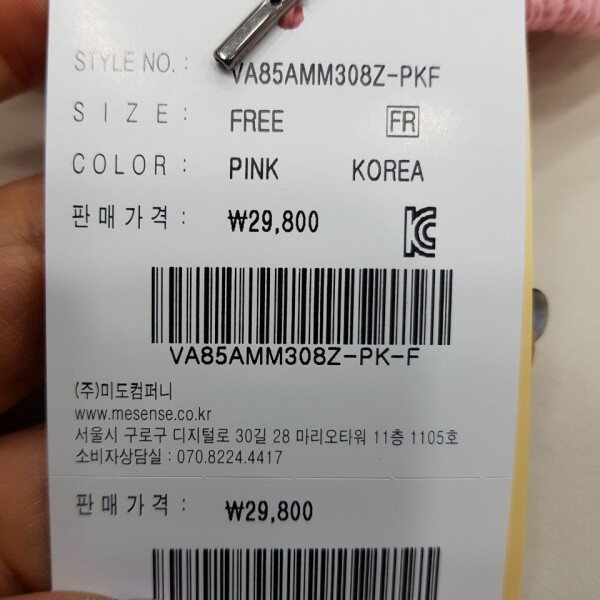 STYLE NO. : VA85AMM308Z-PKF
SIZE : FREE FR
COLOR : PINK KOREA
판매가격 : ₩29,800
VA85AMM308Z-PK-F
(주)미도컴퍼니
www.mesense.co.kr
서울시 구로구 디지털로 30길 28 마리오타워 11층 1105호
소비자상담실 : 070.8224.4417
판매가격 : ₩29,800